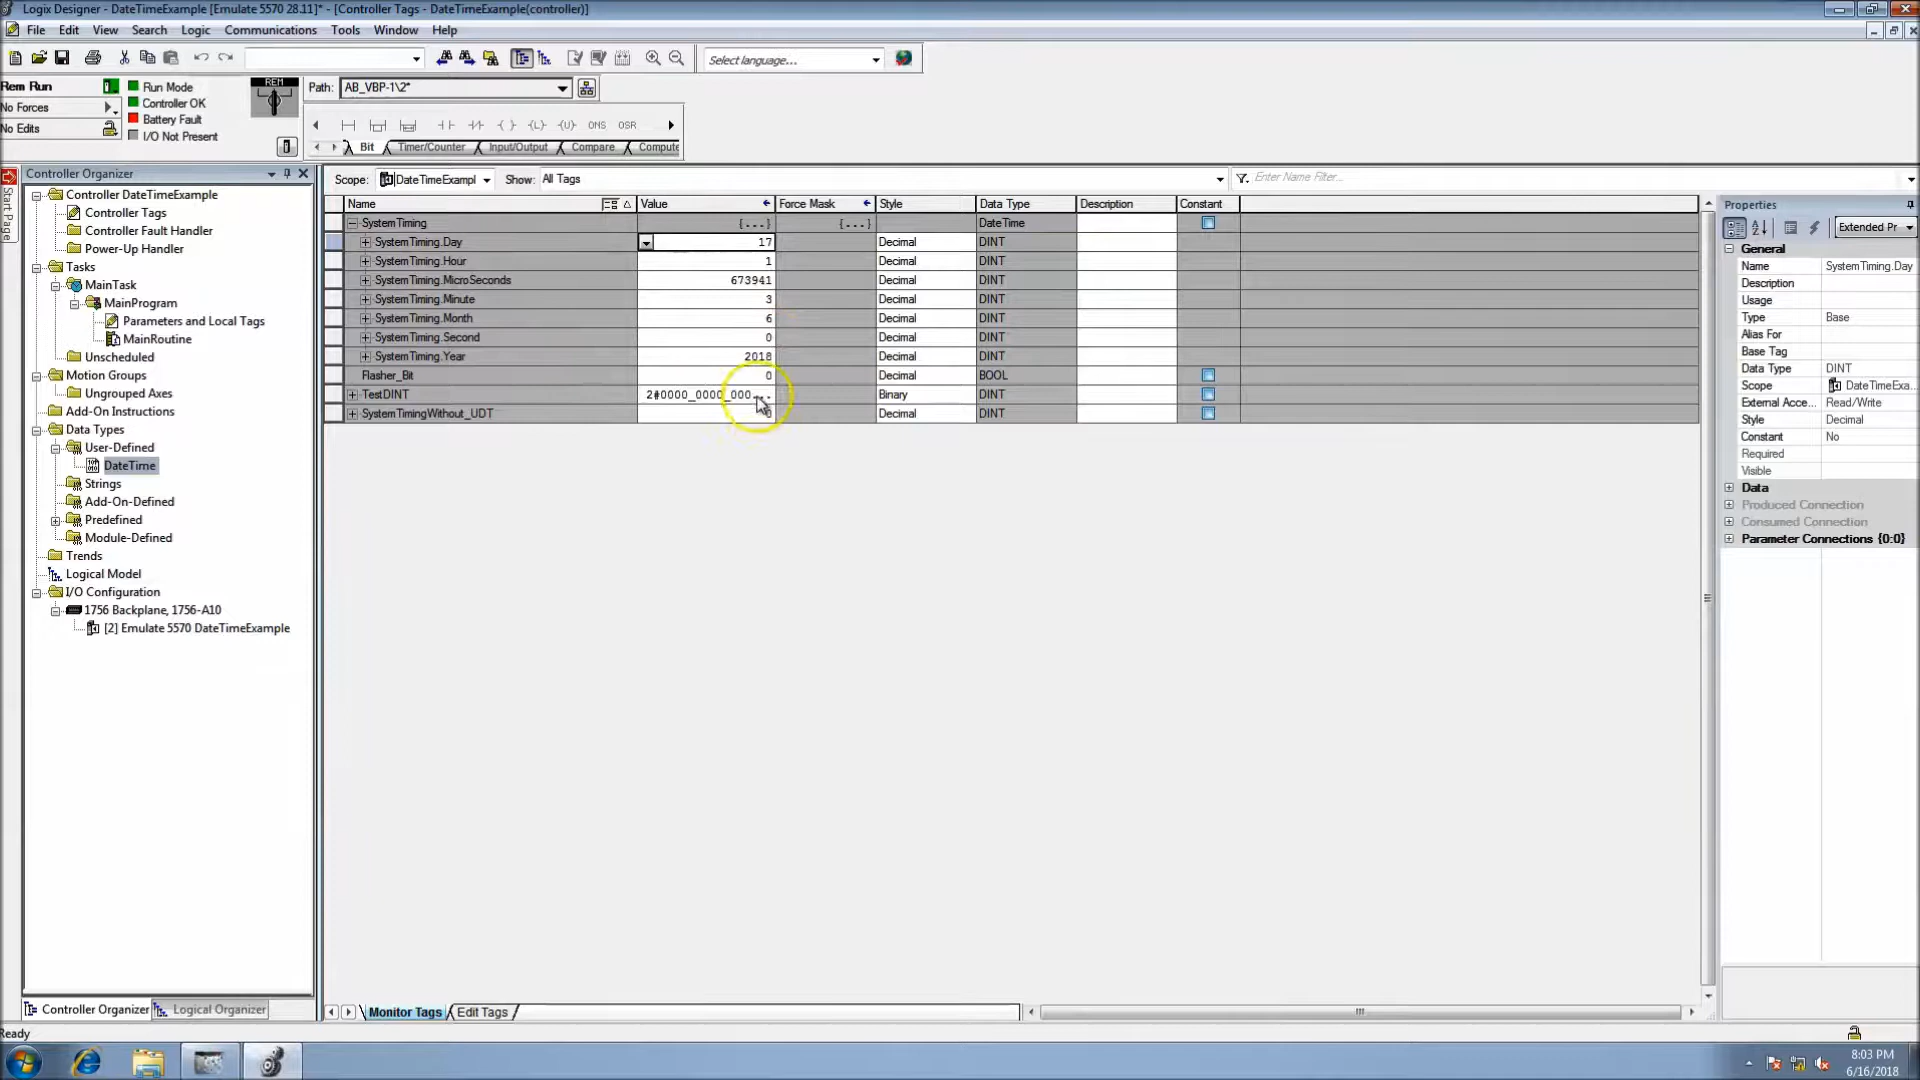 Logix Designer - DateTimeExample [Emulate 5570 28.11]* - [Controller Tags - DateTimeExample(controller)]
File Edit View Search Logic Communications Tools Window Help
Select language...
Rem Run
Run Mode
REM
Path: AB_VBP-1\2*
No Forces
Controller OK
Battery Fault
No Edits
I/O Not Present
(L) (U) ONS OSR
Bit Timer/Counter Input/Output Compare Compute
Start Page
Controller Organizer
Scope: DateTimeExampl Show: All Tags
Enter Name Filter...
Controller DateTimeExample
Controller Tags
Controller Fault Handler
Power-Up Handler
Tasks
MainTask
MainProgram
Parameters and Local Tags
MainRoutine
Unscheduled
Motion Groups
Ungrouped Axes
Add-On Instructions
Data Types
User-Defined
DateTime
Strings
Add-On-Defined
Predefined
Module-Defined
Trends
Logical Model
I/O Configuration
1756 Backplane, 1756-A10
[2] Emulate 5570 DateTimeExample
Controller Organizer Logical Organizer
Name Value Force Mask Style Data Type Description Constant
SystemTiming {...} {...} DateTime
SystemTiming.Day 17 Decimal DINT
SystemTiming.Hour 1 Decimal DINT
SystemTiming.MicroSeconds 673941 Decimal DINT
SystemTiming.Minute 3 Decimal DINT
SystemTiming.Month 6 Decimal DINT
SystemTiming.Second 0 Decimal DINT
SystemTiming.Year 2018 Decimal DINT
Flasher_Bit 0 Decimal BOOL
TestDINT 2#0000_0000_000... Binary DINT
SystemTimingWithout_UDT 0 Decimal DINT
Monitor Tags Edit Tags
Properties
Extended Pr
General
Name SystemTiming.Day
Description
Usage
Type Base
Alias For
Base Tag
Data Type DINT
Scope DateTimeExa
External Acce... Read/Write
Style Decimal
Constant No
Required
Visible
Data
Produced Connection
Consumed Connection
Parameter Connections {0:0}
Ready
8:03 PM
6/16/2018